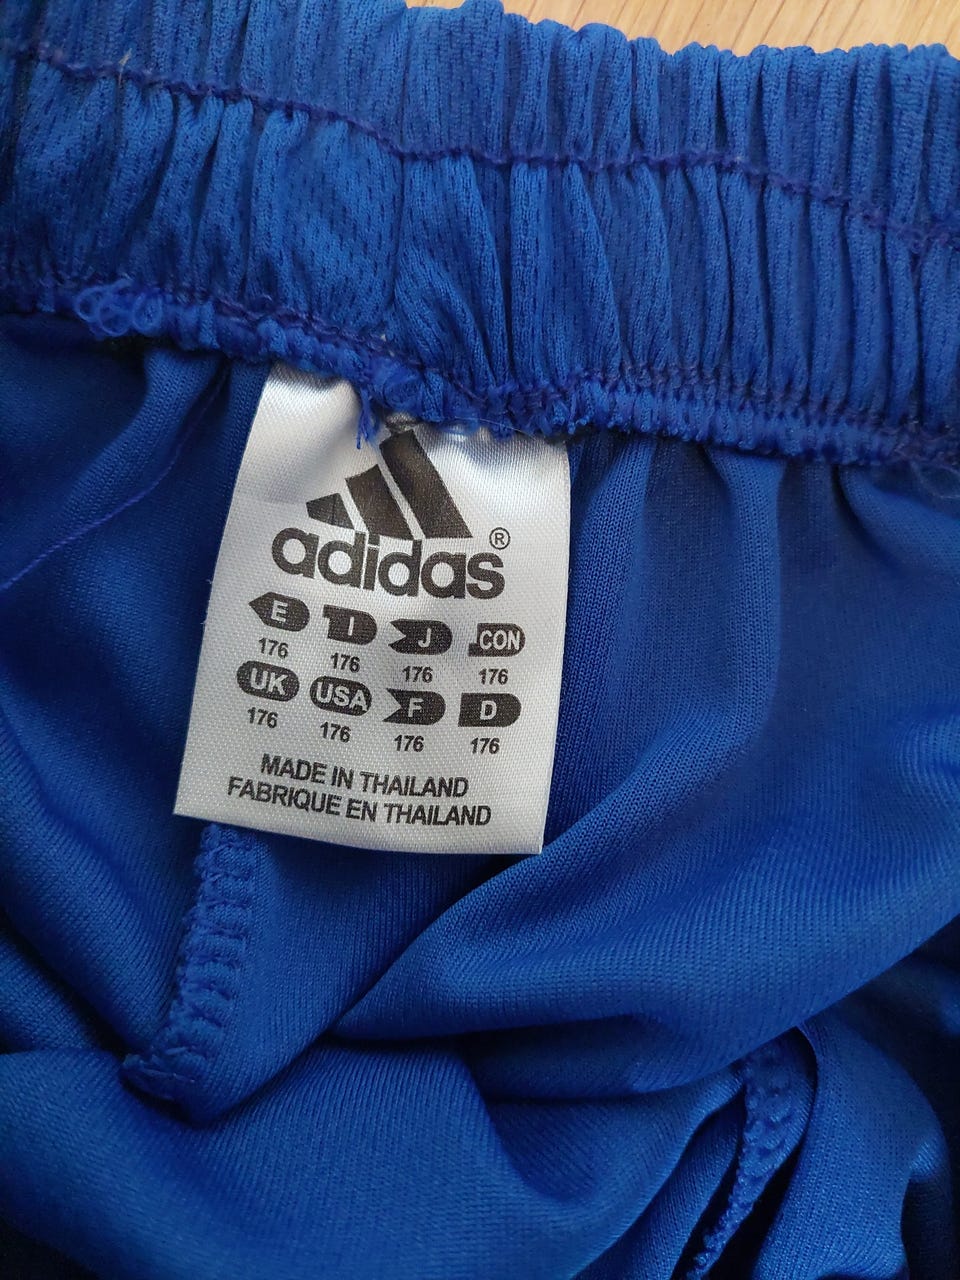 adidas®
E I J CON
176 176 176 176
UK USA F D
176 176 176 176
MADE IN THAILAND
FABRIQUE EN THAILAND